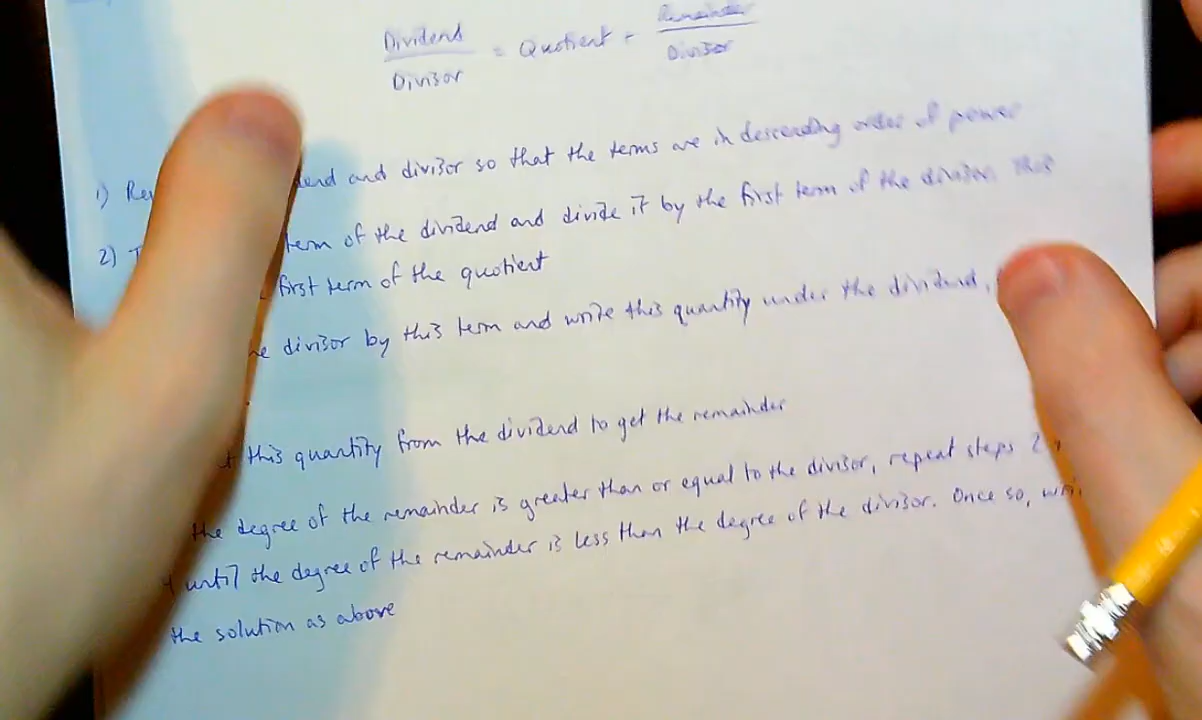 Dividend = Quotient + Remainder
Divisor Divisor
1) dend and divisor so that the terms are in descending order of power
2) term of the dividend and divide it by the first term of the divisor, this
first term of the quotient
divisor by this term and write this quantity under the dividend,
this quantity from the dividend to get the remainder
the degree of the remainder is greater than or equal to the divisor, repeat steps 2
until the degree of the remainder is less than the degree of the divisor. Once so,
the solution as above